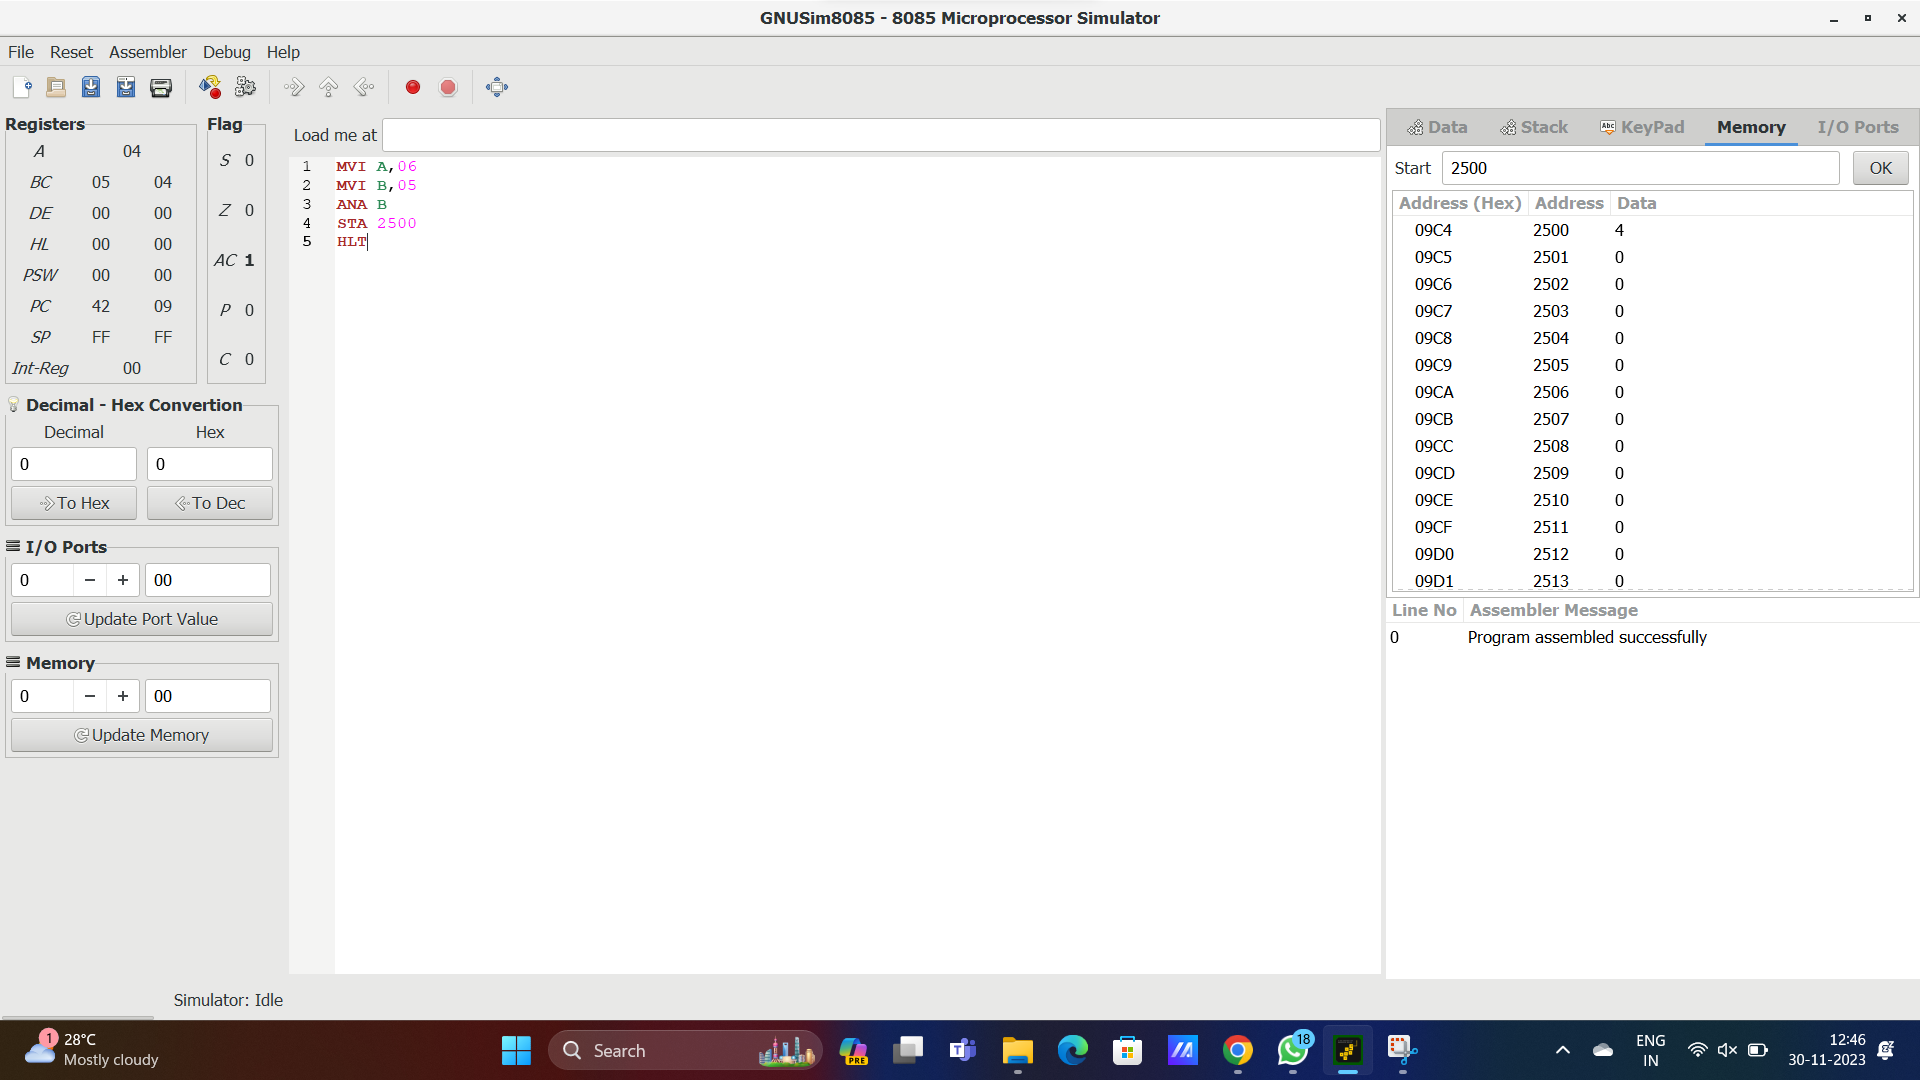 GNUSim8085 - 8085 Microprocessor Simulator
File Reset Assembler Debug Help
Registers
A 04
BC 05 04
DE 00 00
HL 00 00
PSW 00 00
PC 42 09
SP FF FF
Int-Reg 00
Flag
S 0
Z 0
AC 1
P 0
C 0
Decimal - Hex Convertion
Decimal Hex
0 0
To Hex To Dec
I/O Ports
0 − + 00
Update Port Value
Memory
0 − + 00
Update Memory
Load me at
1 MVI A,06
2 MVI B,05
3 ANA B
4 STA 2500
5 HLT
Data Stack Abc KeyPad Memory I/O Ports
Start 2500 OK
Address (Hex) Address Data
09C4 2500 4
09C5 2501 0
09C6 2502 0
09C7 2503 0
09C8 2504 0
09C9 2505 0
09CA 2506 0
09CB 2507 0
09CC 2508 0
09CD 2509 0
09CE 2510 0
09CF 2511 0
09D0 2512 0
09D1 2513 0
Line No Assembler Message
0 Program assembled successfully
Simulator: Idle
1
28°C
Mostly cloudy
Search
PRE
18
ENG
IN
12:46
30-11-2023